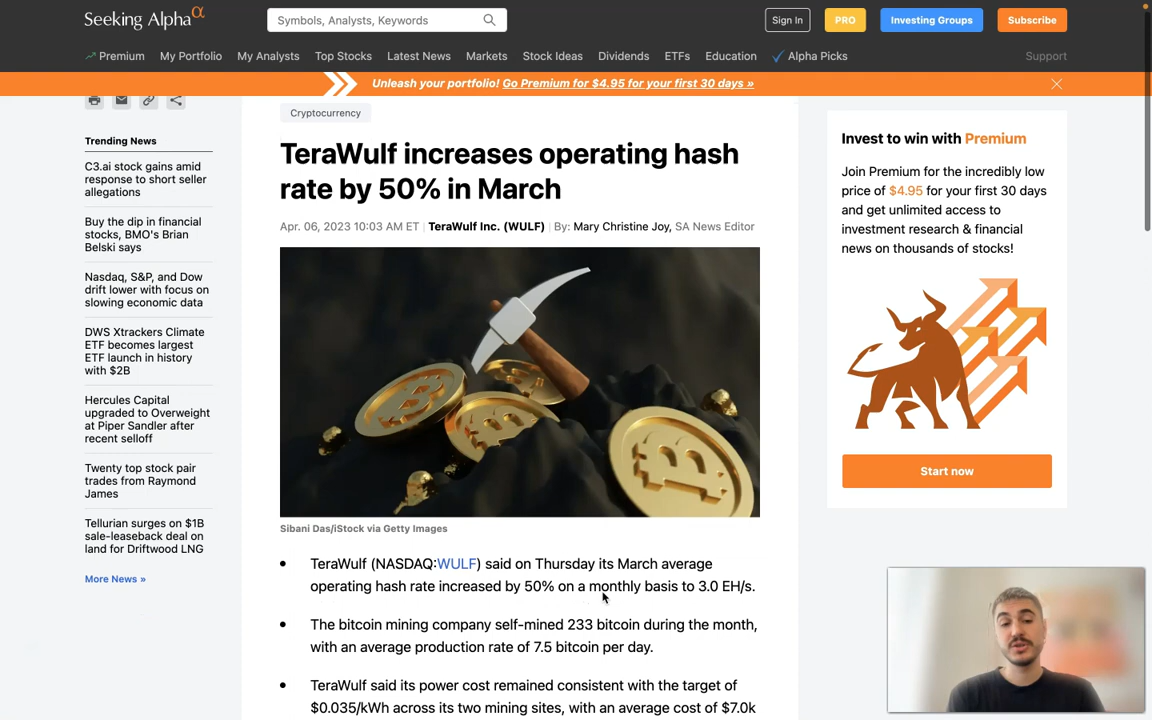 Seeking Alpha α
Symbols, Analysts, Keywords
Sign In
PRO
Investing Groups
Subscribe
Premium
My Portfolio
My Analysts
Top Stocks
Latest News
Markets
Stock Ideas
Dividends
ETFs
Education
Alpha Picks
Support
Unleash your portfolio! Go Premium for $4.95 for your first 30 days »
Trending News
C3.ai stock gains amid
response to short seller
allegations
Buy the dip in financial
stocks, BMO's Brian
Belski says
Nasdaq, S&P, and Dow
drift lower with focus on
slowing economic data
DWS Xtrackers Climate
ETF becomes largest
ETF launch in history
with $2B
Hercules Capital
upgraded to Overweight
at Piper Sandler after
recent selloff
Twenty top stock pair
trades from Raymond
James
Tellurian surges on $1B
sale-leaseback deal on
land for Driftwood LNG
More News »
Cryptocurrency
TeraWulf increases operating hash
rate by 50% in March
Apr. 06, 2023 10:03 AM ET | TeraWulf Inc. (WULF) | By: Mary Christine Joy, SA News Editor
Sibani Das/iStock via Getty Images
• TeraWulf (NASDAQ:WULF) said on Thursday its March average
operating hash rate increased by 50% on a monthly basis to 3.0 EH/s.
• The bitcoin mining company self-mined 233 bitcoin during the month,
with an average production rate of 7.5 bitcoin per day.
• TeraWulf said its power cost remained consistent with the target of
$0.035/kWh across its two mining sites, with an average cost of $7.0k
Invest to win with Premium
Join Premium for the incredibly low
price of $4.95 for your first 30 days
and get unlimited access to
investment research & financial
news on thousands of stocks!
Start now